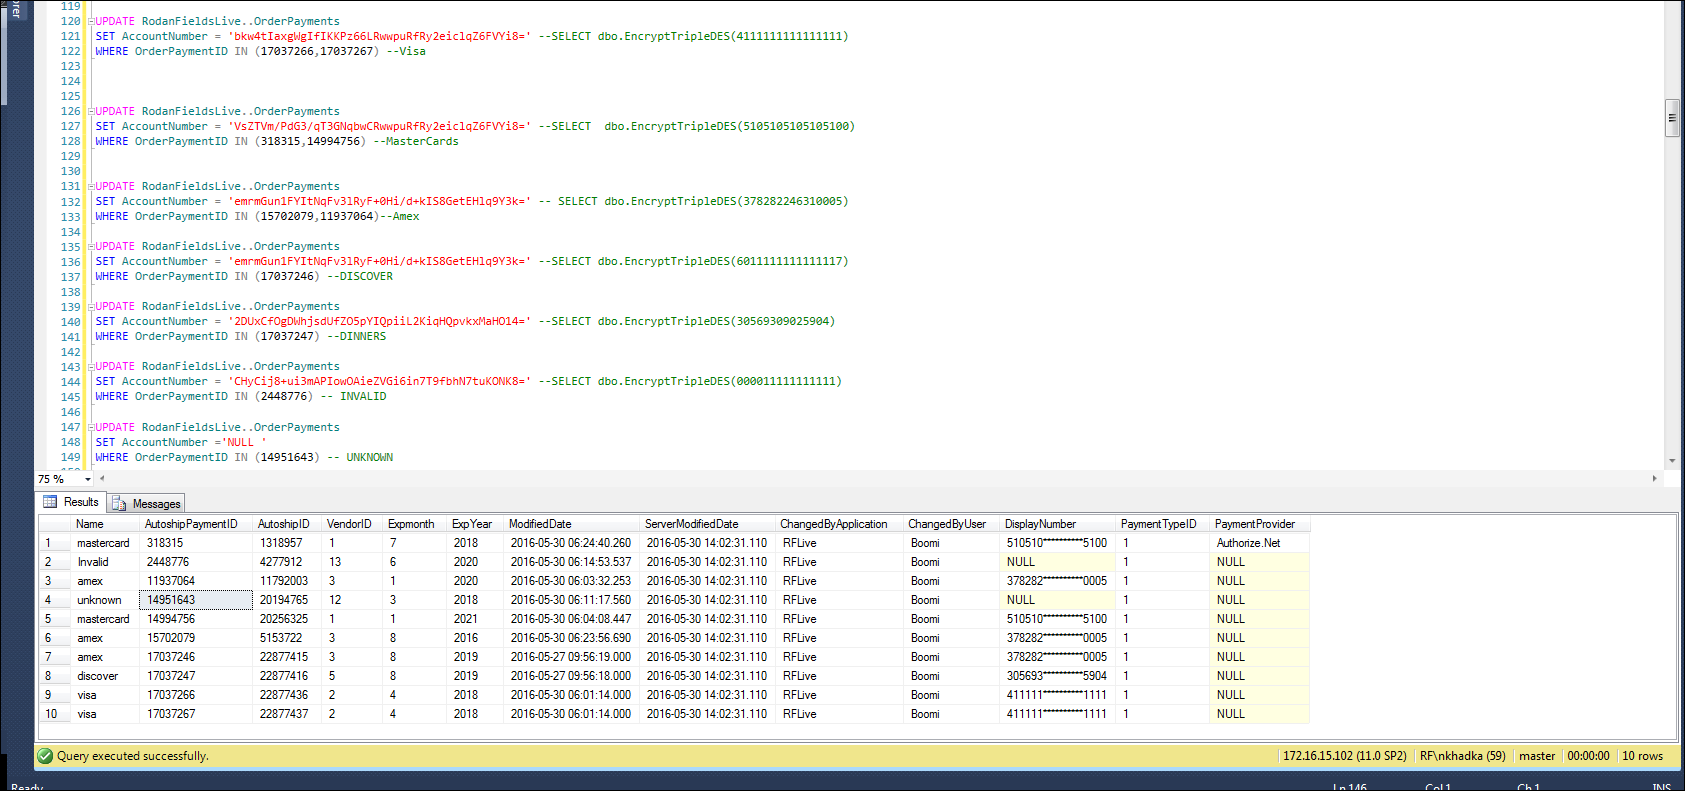 orer
119
120 UPDATE RodanFieldsLive..OrderPayments
121 SET AccountNumber = 'bkw4tIaxgWgIfIKKPz66LRwwpuRfRy2eiclqZ6FVYi8=' --SELECT dbo.EncryptTripleDES(4111111111111111)
122 WHERE OrderPaymentID IN (17037266,17037267) --Visa
123
124
125
126 UPDATE RodanFieldsLive..OrderPayments
127 SET AccountNumber = 'VsZTVm/PdG3/qT3GNqbwCRwwpuRfRy2eiclqZ6FVYi8=' --SELECT  dbo.EncryptTripleDES(5105105105105100)
128 WHERE OrderPaymentID IN (318315,14994756) --MasterCards
129
130
131 UPDATE RodanFieldsLive..OrderPayments
132 SET AccountNumber = 'emrmGun1FYItNqFv3lRyF+0Hi/d+kIS8GetEHlq9Y3k=' -- SELECT dbo.EncryptTripleDES(378282246310005)
133 WHERE OrderPaymentID IN (15702079,11937064)--Amex
134
135 UPDATE RodanFieldsLive..OrderPayments
136 SET AccountNumber = 'emrmGun1FYItNqFv3lRyF+0Hi/d+kIS8GetEHlq9Y3k=' --SELECT dbo.EncryptTripleDES(6011111111111117)
137 WHERE OrderPaymentID IN (17037246) --DISCOVER
138
139 UPDATE RodanFieldsLive..OrderPayments
140 SET AccountNumber = '2DUxCfOgDWhjsdUfZO5pYIQpiiL2KiqHQpvkxMaHO14=' --SELECT dbo.EncryptTripleDES(30569309025904)
141 WHERE OrderPaymentID IN (17037247) --DINNERS
142
143 UPDATE RodanFieldsLive..OrderPayments
144 SET AccountNumber = 'CHyCij8+ui3mAPIowOAieZVGi6in7T9fbhN7tuKONK8=' --SELECT dbo.EncryptTripleDES(000011111111111)
145 WHERE OrderPaymentID IN (2448776) -- INVALID
146
147 UPDATE RodanFieldsLive..OrderPayments
148 SET AccountNumber ='NULL '
149 WHERE OrderPaymentID IN (14951643) -- UNKNOWN
75 %
Results Messages
Name AutoshipPaymentID AutoshipID VendorID Expmonth ExpYear ModifiedDate ServerModifiedDate ChangedByApplication ChangedByUser DisplayNumber PaymentTypeID PaymentProvider
1 mastercard 318315 1318957 1 7 2018 2016-05-30 06:24:40.260 2016-05-30 14:02:31.110 RFLive Boomi 510510**********5100 1 Authorize.Net
2 Invalid 2448776 4277912 13 6 2020 2016-05-30 06:14:53.537 2016-05-30 14:02:31.110 RFLive Boomi NULL 1 NULL
3 amex 11937064 11792003 3 1 2020 2016-05-30 06:03:32.253 2016-05-30 14:02:31.110 RFLive Boomi 378282**********0005 1 NULL
4 unknown 14951643 20194765 12 3 2018 2016-05-30 06:11:17.560 2016-05-30 14:02:31.110 RFLive Boomi NULL 1 NULL
5 mastercard 14994756 20256325 1 1 2021 2016-05-30 06:04:08.447 2016-05-30 14:02:31.110 RFLive Boomi 510510**********5100 1 NULL
6 amex 15702079 5153722 3 8 2016 2016-05-30 06:23:56.690 2016-05-30 14:02:31.110 RFLive Boomi 378282**********0005 1 NULL
7 amex 17037246 22877415 3 8 2019 2016-05-27 09:56:19.000 2016-05-30 14:02:31.110 RFLive Boomi 378282**********0005 1 NULL
8 discover 17037247 22877416 5 8 2019 2016-05-27 09:56:18.000 2016-05-30 14:02:31.110 RFLive Boomi 305693**********5904 1 NULL
9 visa 17037266 22877436 2 4 2018 2016-05-30 06:01:14.000 2016-05-30 14:02:31.110 RFLive Boomi 411111**********1111 1 NULL
10 visa 17037267 22877437 2 4 2018 2016-05-30 06:01:14.000 2016-05-30 14:02:31.110 RFLive Boomi 411111**********1111 1 NULL
Query executed successfully. 172.16.15.102 (11.0 SP2) RF\nkhadka (59) master 00:00:00 10 rows
Ready Ln 146 Col 1 Ch 1 INS